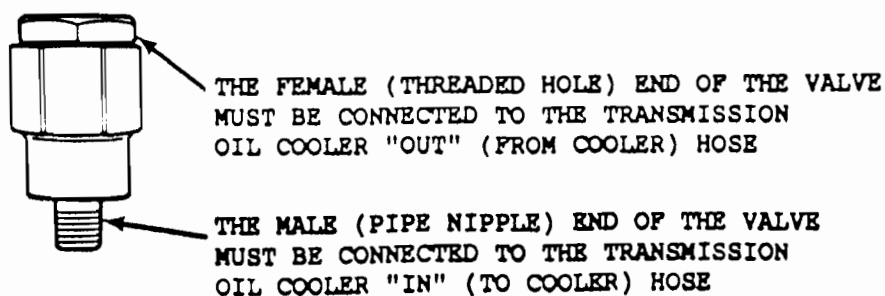 THE FEMALE (THREADED HOLE) END OF THE VALVE
MUST BE CONNECTED TO THE TRANSMISSION
OIL COOLER "OUT" (FROM COOLER) HOSE
THE MALE (PIPE NIPPLE) END OF THE VALVE
MUST BE CONNECTED TO THE TRANSMISSION
OIL COOLER "IN" (TO COOLER) HOSE